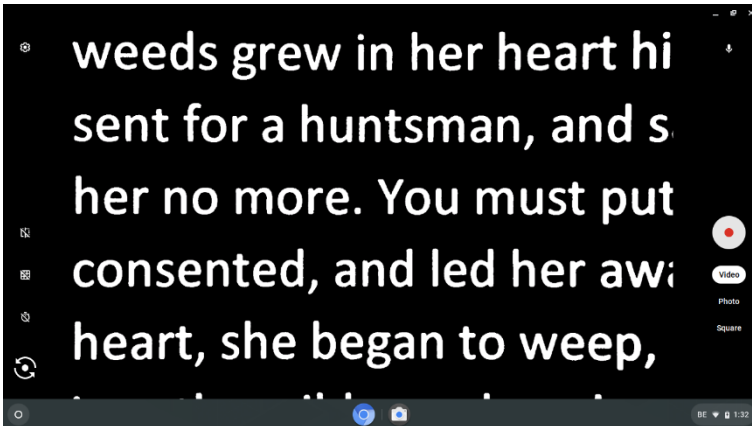 weeds grew in her heart hi
sent for a huntsman, and s
her no more. You must put
consented, and led her awa
heart, she began to weep,
Video
Photo
Square
BE 1:32